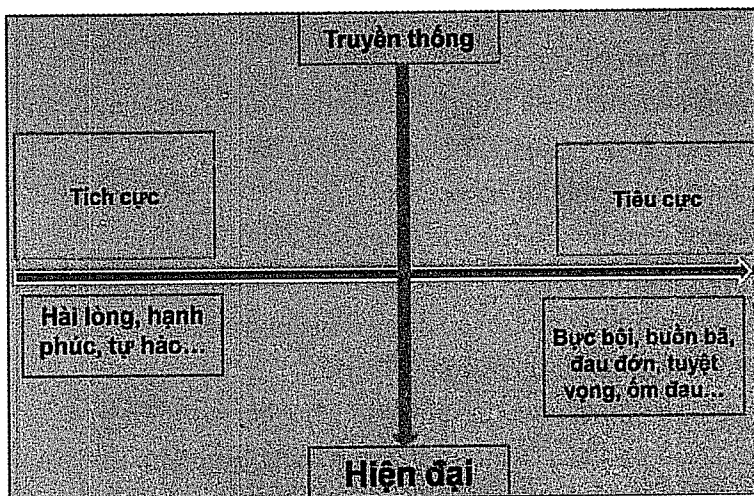 Truyền thống
Tích cực
Tiêu cực
Hài lòng, hạnh
phúc, tự hào...
Bực bội, buồn bã,
đau đớn, tuyệt
vọng, ốm đau...
Hiện đại